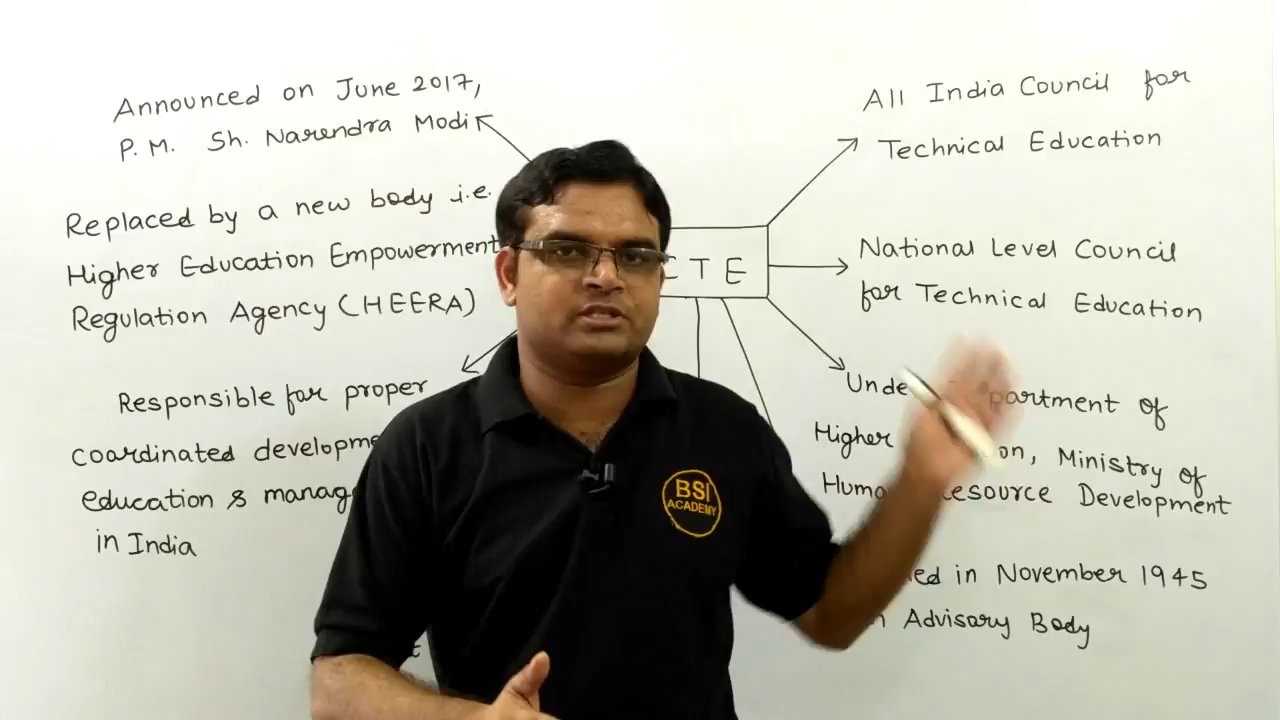 Announced on June 2017,
P.M. Sh. Narendra Modi
Replaced by a new body i.e.
Higher Education Empowerment
Regulation Agency (HEERA)
Responsible for proper
coordinated developme
education & manag
in India
CTE
All India Council for
Technical Education
National Level Council
for Technical Education
Unde partment of
Higher on, Ministry of
Huma esource Development
ed in November 1945
Advisory Body
BSI
ACADEMY